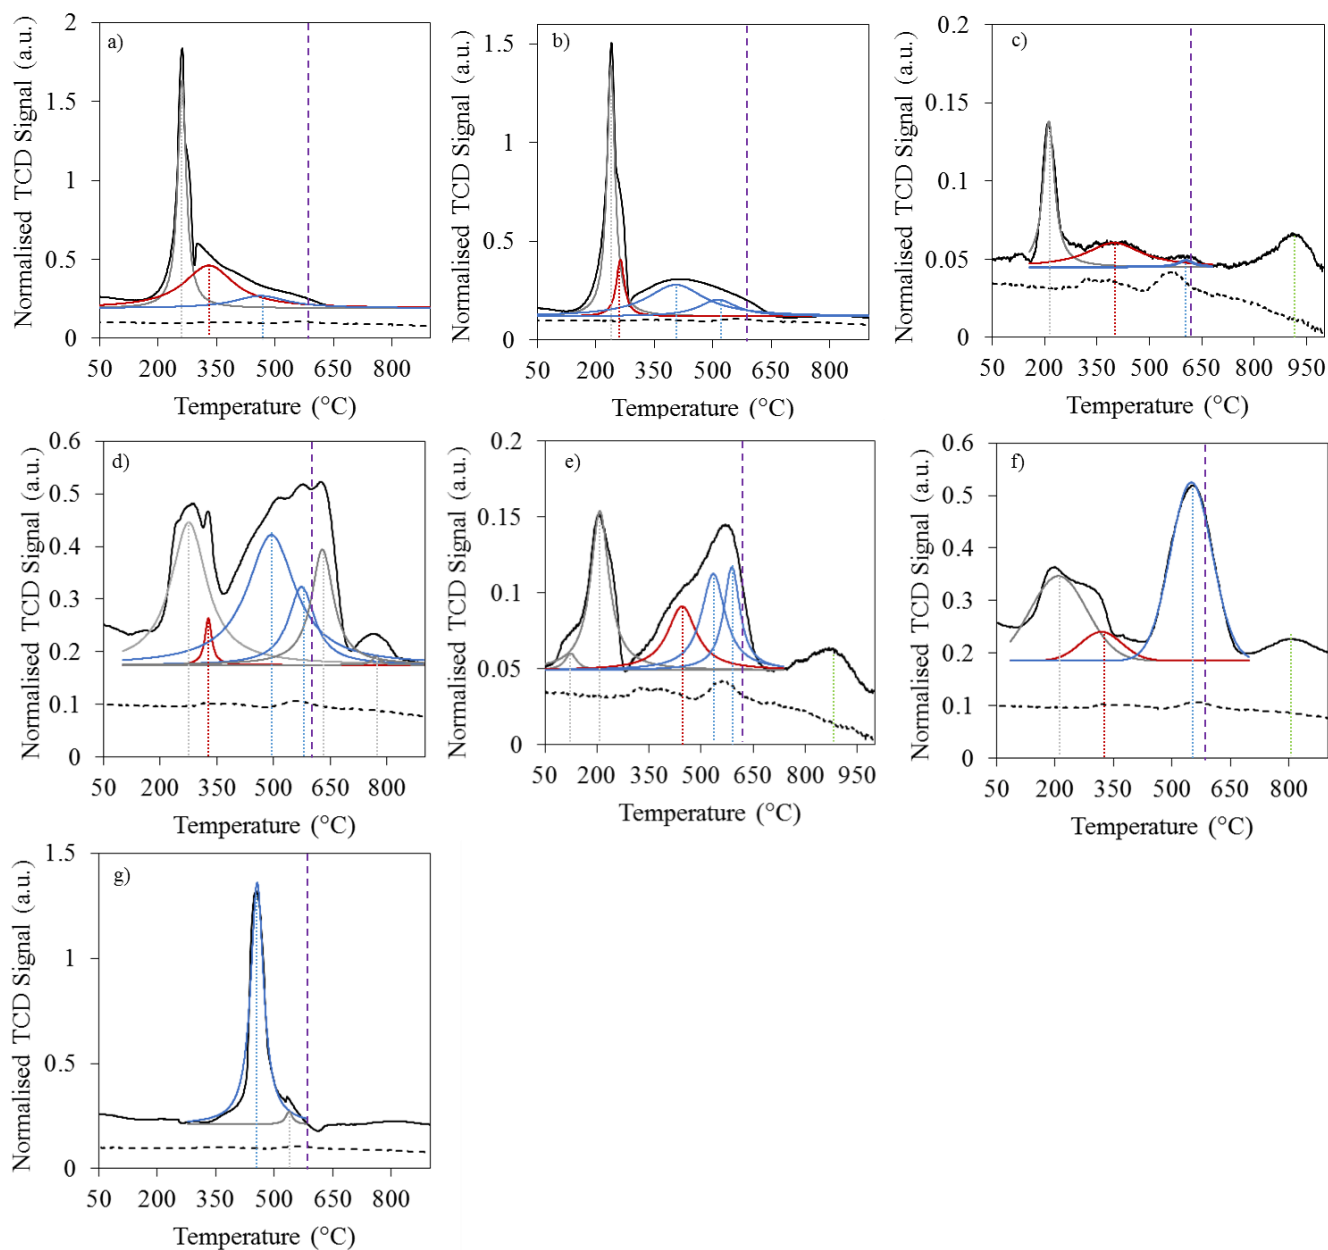 a)
Normalised TCD Signal (a.u.)
2
1.5
1
0.5
0
50 200 350 500 650 800
Temperature (°C)
b)
Normalised TCD Signal (a.u.)
1.5
1
0.5
0
50 200 350 500 650 800
Temperature (°C)
c)
Normalised TCD Signal (a.u.)
0.2
0.15
0.1
0.05
0
50 200 350 500 650 800 950
Temperature (°C)
d)
Normalised TCD Signal (a.u.)
0.6
0.5
0.4
0.3
0.2
0.1
0
50 200 350 500 650 800
Temperature (°C)
e)
Normalised TCD Signal (a.u.)
0.2
0.15
0.1
0.05
0
50 200 350 500 650 800 950
Temperature (°C)
f)
Normalised TCD Signal (a.u.)
0.6
0.5
0.4
0.3
0.2
0.1
0
50 200 350 500 650 800
Temperature (°C)
g)
Normalised TCD Signal (a.u.)
1.5
1
0.5
0
50 200 350 500 650 800
Temperature (°C)